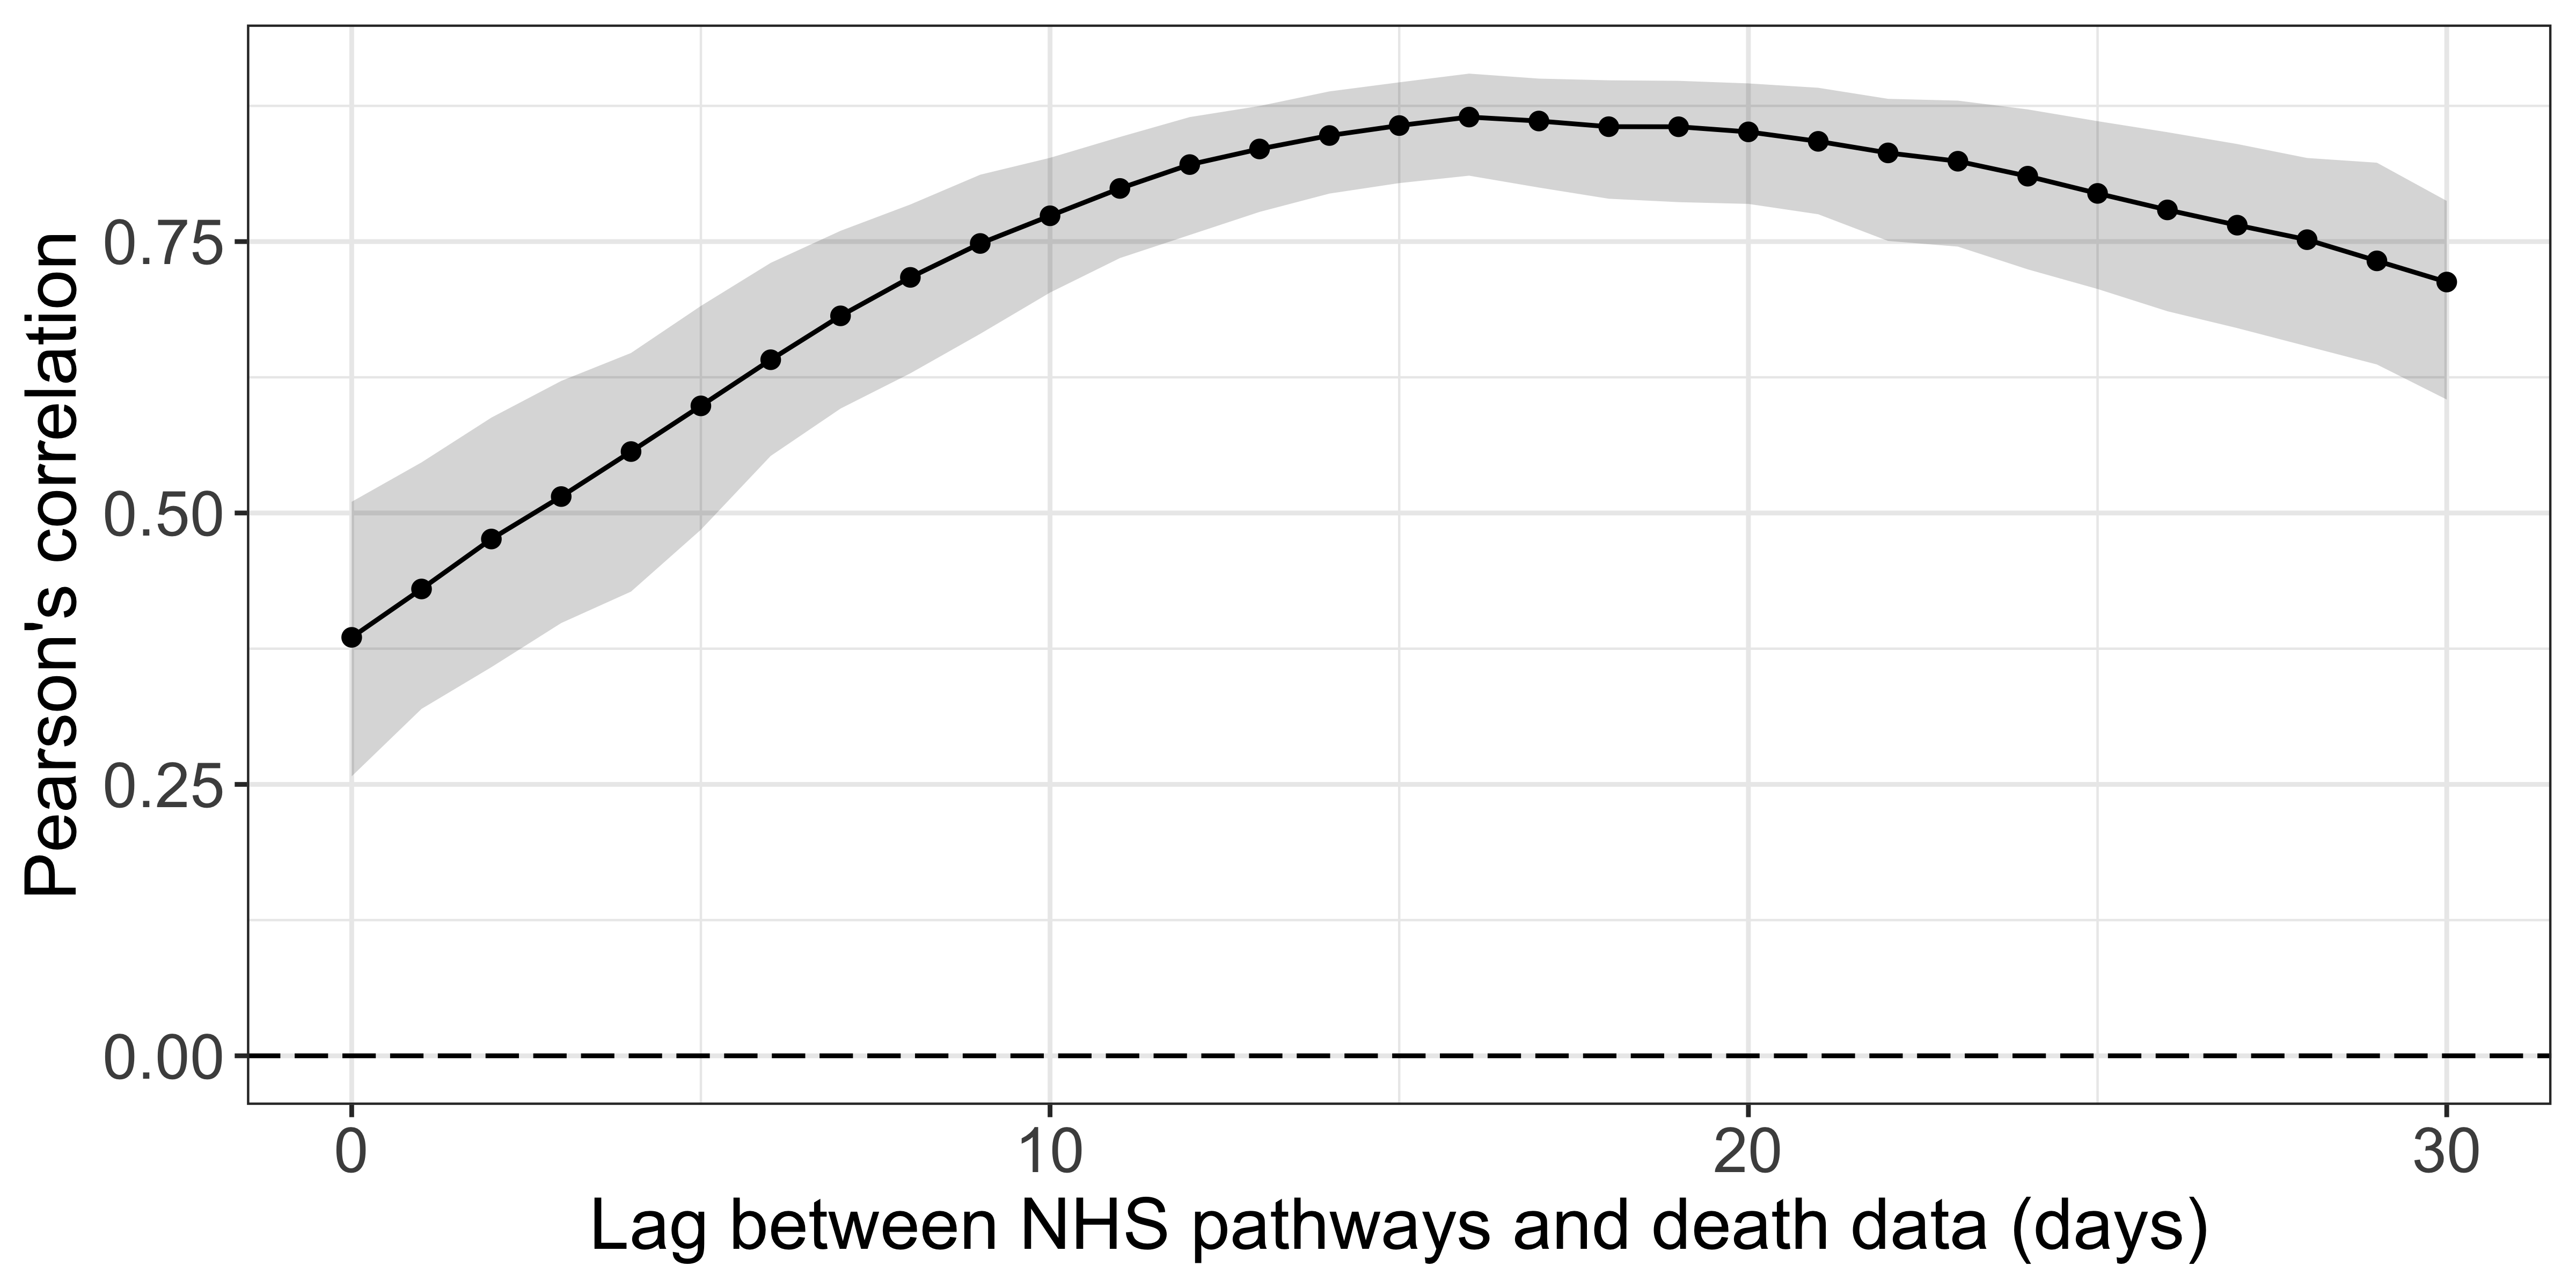 Pearson's correlation
0.75
0.50
0.25
0.00
0 10 20 30
Lag between NHS pathways and death data (days)